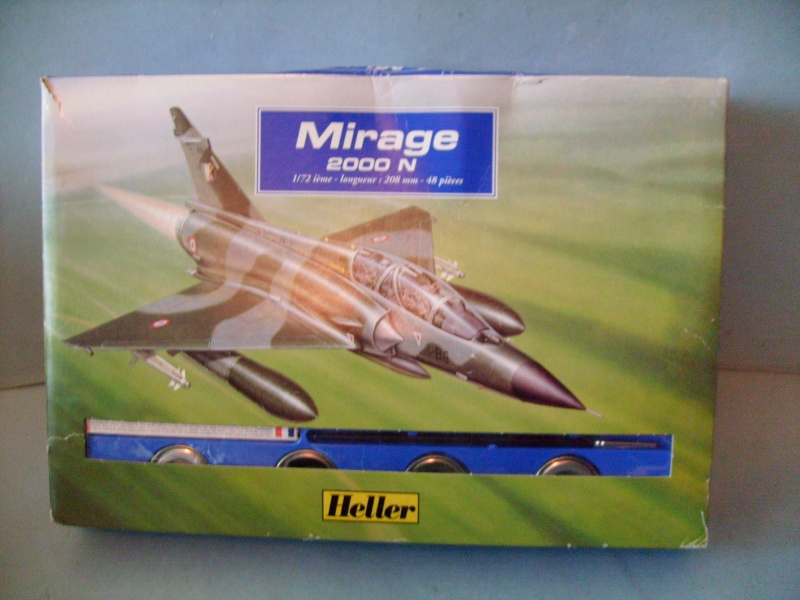 Mirage
2000 N
1/72 ième - longueur : 208 mm - 48 pièces
Heller